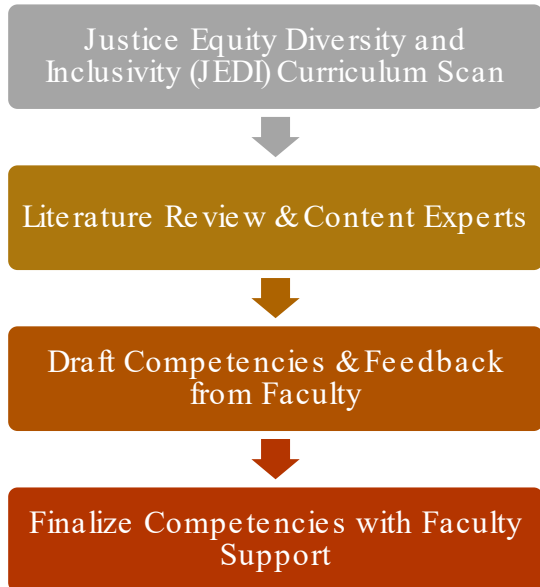 Justice Equity Diversity and
Inclusivity (JEDI) Curriculum Scan
Literature Review & Content Experts
Draft Competencies & Feedback
from Faculty
Finalize Competencies with Faculty
Support